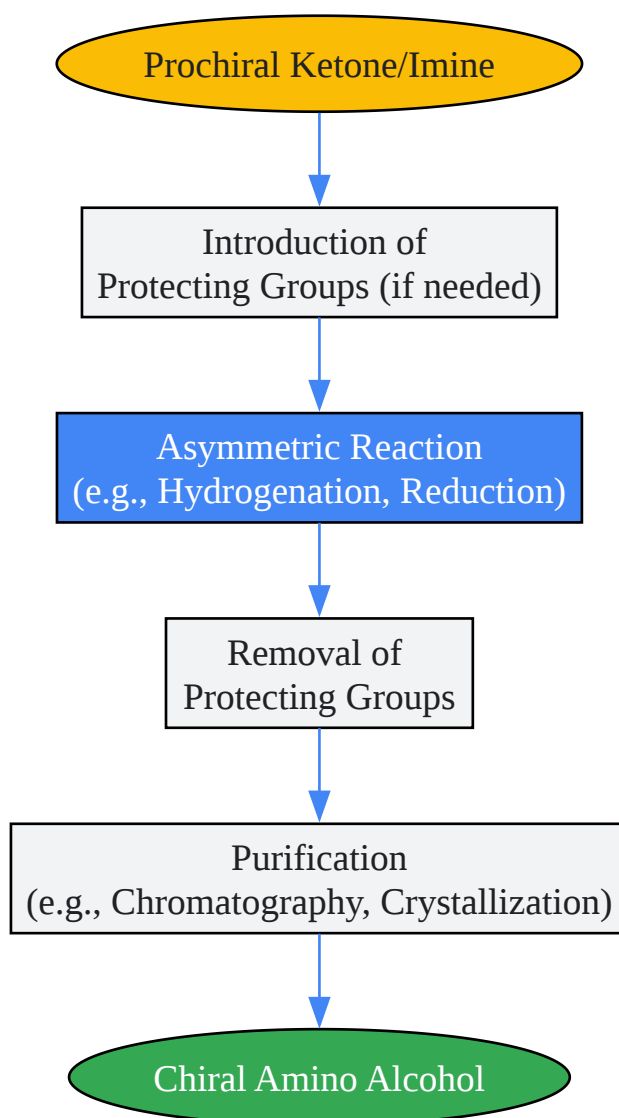 Prochiral Ketone/Imine
Introduction of
Protecting Groups (if needed)
Asymmetric Reaction
(e.g., Hydrogenation, Reduction)
Removal of
Protecting Groups
Purification
(e.g., Chromatography, Crystallization)
Chiral Amino Alcohol